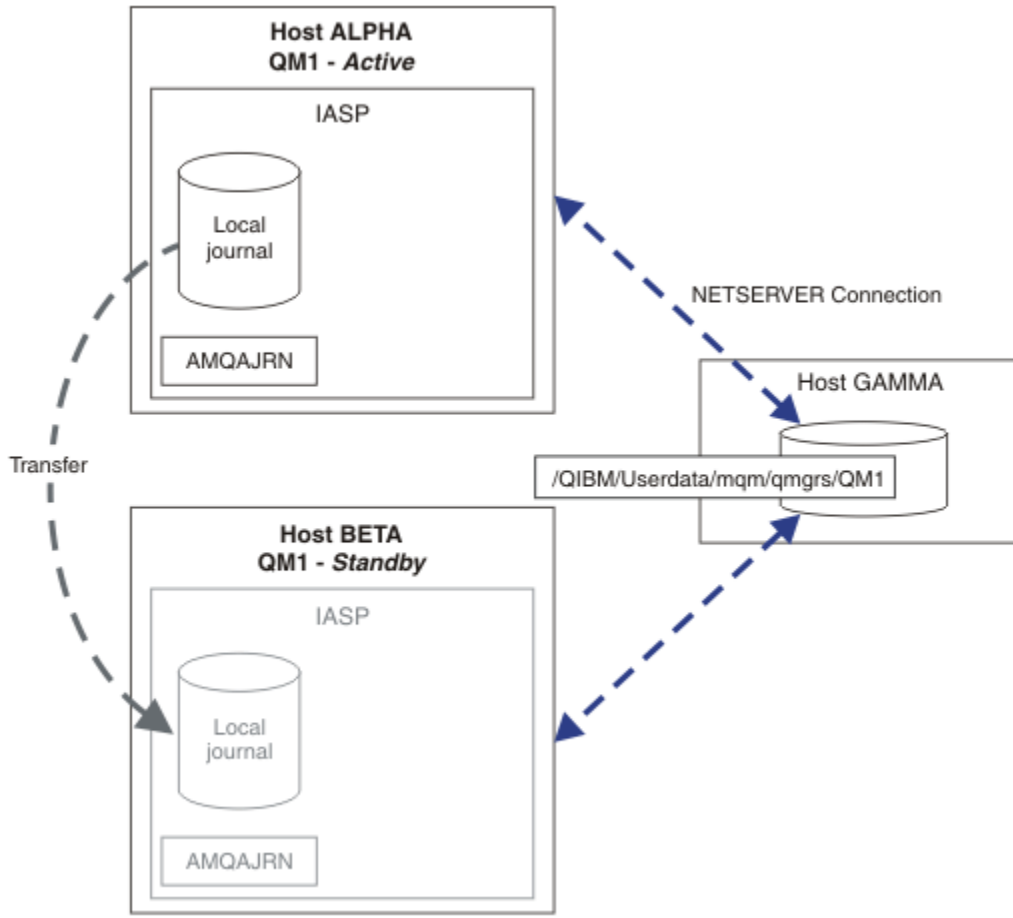 Host ALPHA
QM1 - Active
IASP
Local
journal
AMQAJRN
NETSERVER Connection
Host GAMMA
/QIBM/Userdata/mqm/qmgrs/QM1
Transfer
Host BETA
QM1 - Standby
IASP
Local
journal
AMQAJRN